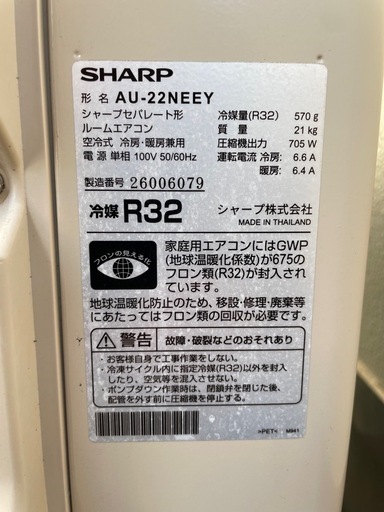 SHARP
形 名 AU-22NEEY
シャープセパレート形 冷媒量(R32) 570g
ルームエアコン 質 量 21kg
空冷式 冷房・暖房兼用 圧縮機出力 705W
電 源 単相 100V 50/60Hz 運転電流 冷房: 6.6A
暖房: 6.4A
製造番号 26006079
冷媒 R32 シャープ株式会社
MADE IN THAILAND
フロンの見える化
家庭用エアコンにはGWP
(地球温暖化係数)が675の
フロン類(R32)が封入され
ています。
地球温暖化防止のため、移設・修理・廃棄等
にあたってはフロン類の回収が必要です。
警告 故障・破裂などのおそれあり
・お客様自身で工事作業をしない。
・冷凍サイクル内に指定冷媒(R32)以外を封入
したり、空気等を混入させない。
・ポンプダウン作業時は、閉鎖弁を閉じた後、
配管を外す前に圧縮機を停止する。
>PET< M941